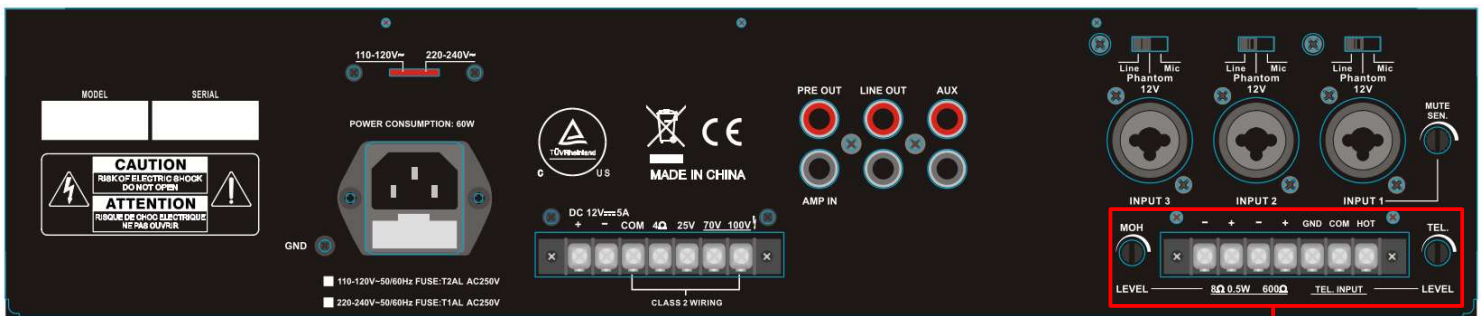 110-120V~ 220-240V~
MODEL SERIAL
POWER CONSUMPTION: 60W
CAUTION
RISK OF ELECTRIC SHOCK
DO NOT OPEN
ATTENTION
RISQUE DE CHOC ELECTRIQUE
NE PAS OUVRIR
GND
110-120V~50/60Hz FUSE:T2AL AC250V
220-240V~50/60Hz FUSE:T1AL AC250V
TÜVRheinland
C US
CE
MADE IN CHINA
DC 12V 5A
+ − COM 4Ω 25V 70V 100V
CLASS 2 WIRING
PRE OUT LINE OUT AUX
AMP IN
Line Mic Line Mic Line Mic
Phantom Phantom Phantom
12V 12V 12V
MUTE
SEN.
INPUT 3 INPUT 2 INPUT 1
MOH − + − + GND COM HOT TEL.
LEVEL 8Ω 0.5W 600Ω TEL. INPUT LEVEL